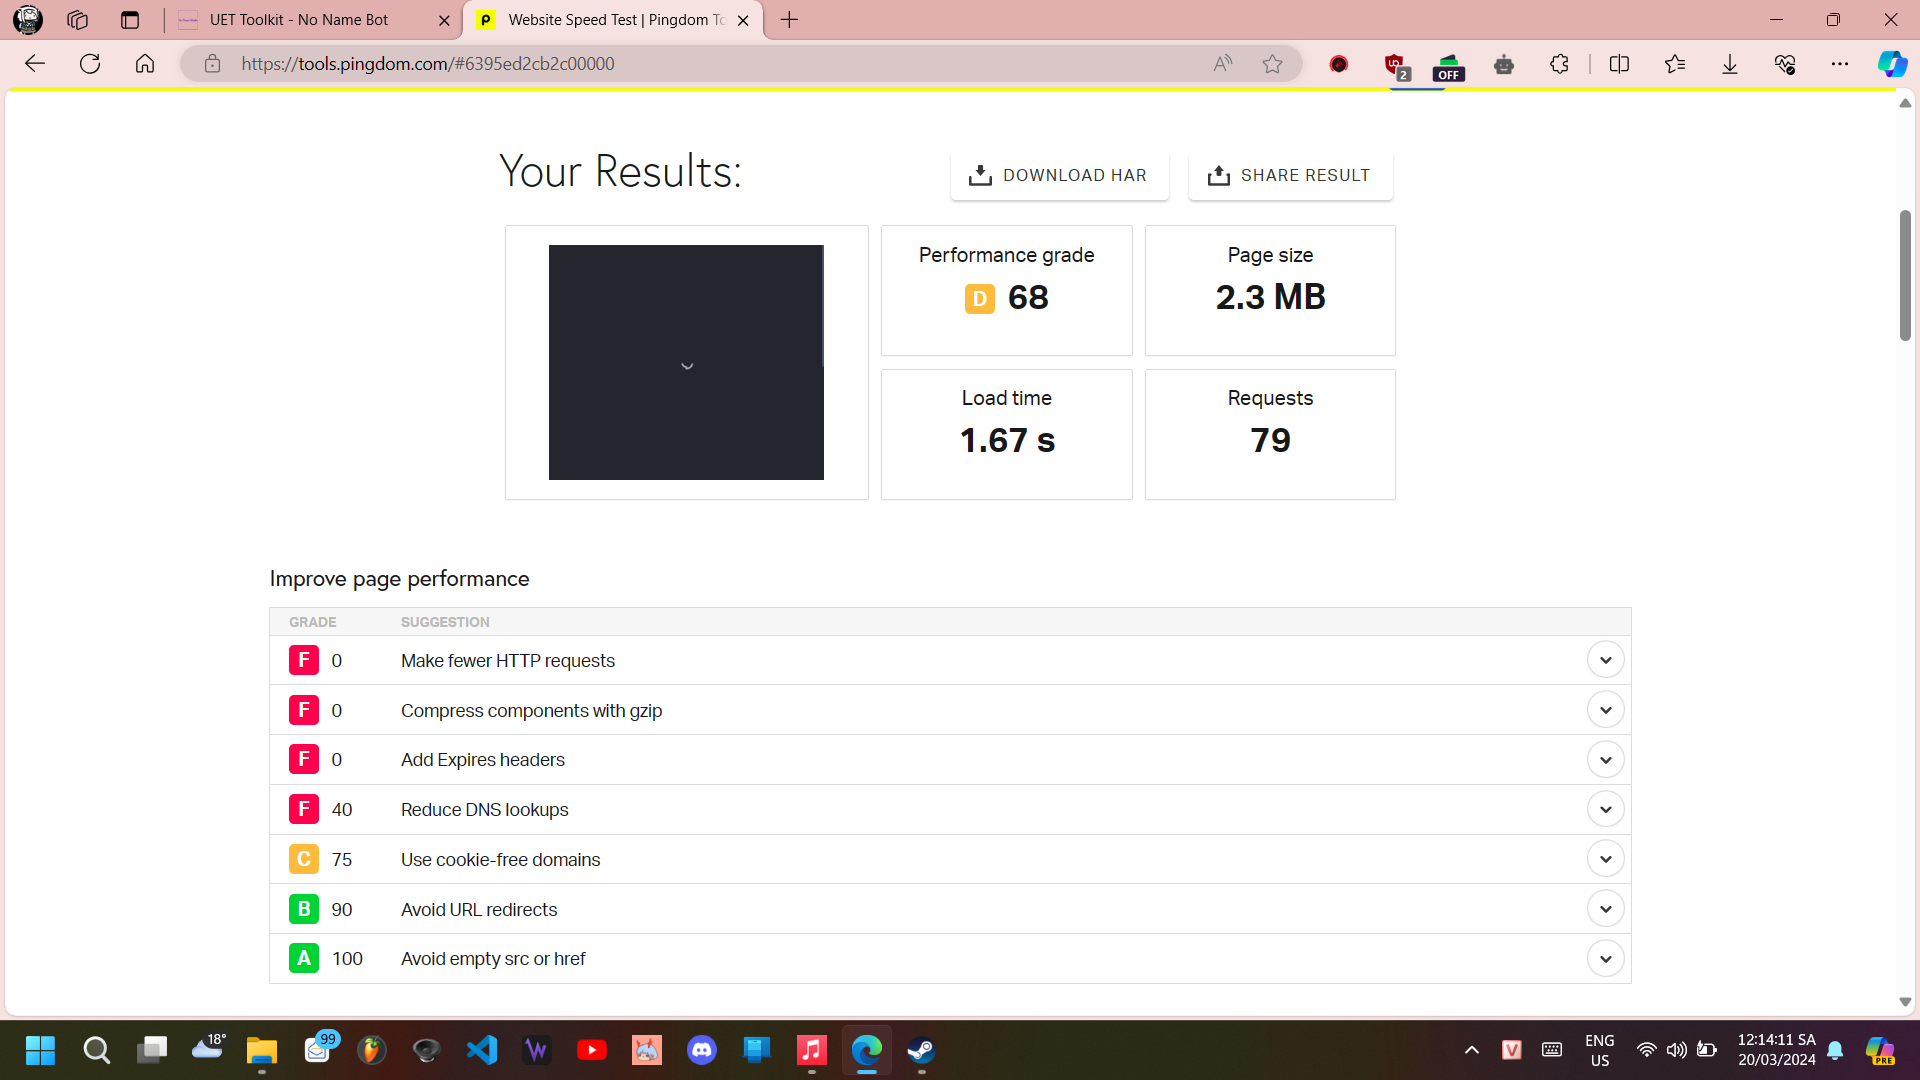 UET Toolkit - No Name Bot
Website Speed Test | Pingdom To
https://tools.pingdom.com/#6395ed2cb2c00000
2
OFF
Your Results:
DOWNLOAD HAR
SHARE RESULT
Performance grade
D 68
Page size
2.3 MB
Load time
1.67 s
Requests
79
Improve page performance
GRADE SUGGESTION
F 0 Make fewer HTTP requests
F 0 Compress components with gzip
F 0 Add Expires headers
F 40 Reduce DNS lookups
C 75 Use cookie-free domains
B 90 Avoid URL redirects
A 100 Avoid empty src or href
18°
99
ENG
US
12:14:11 SA
20/03/2024
PRE